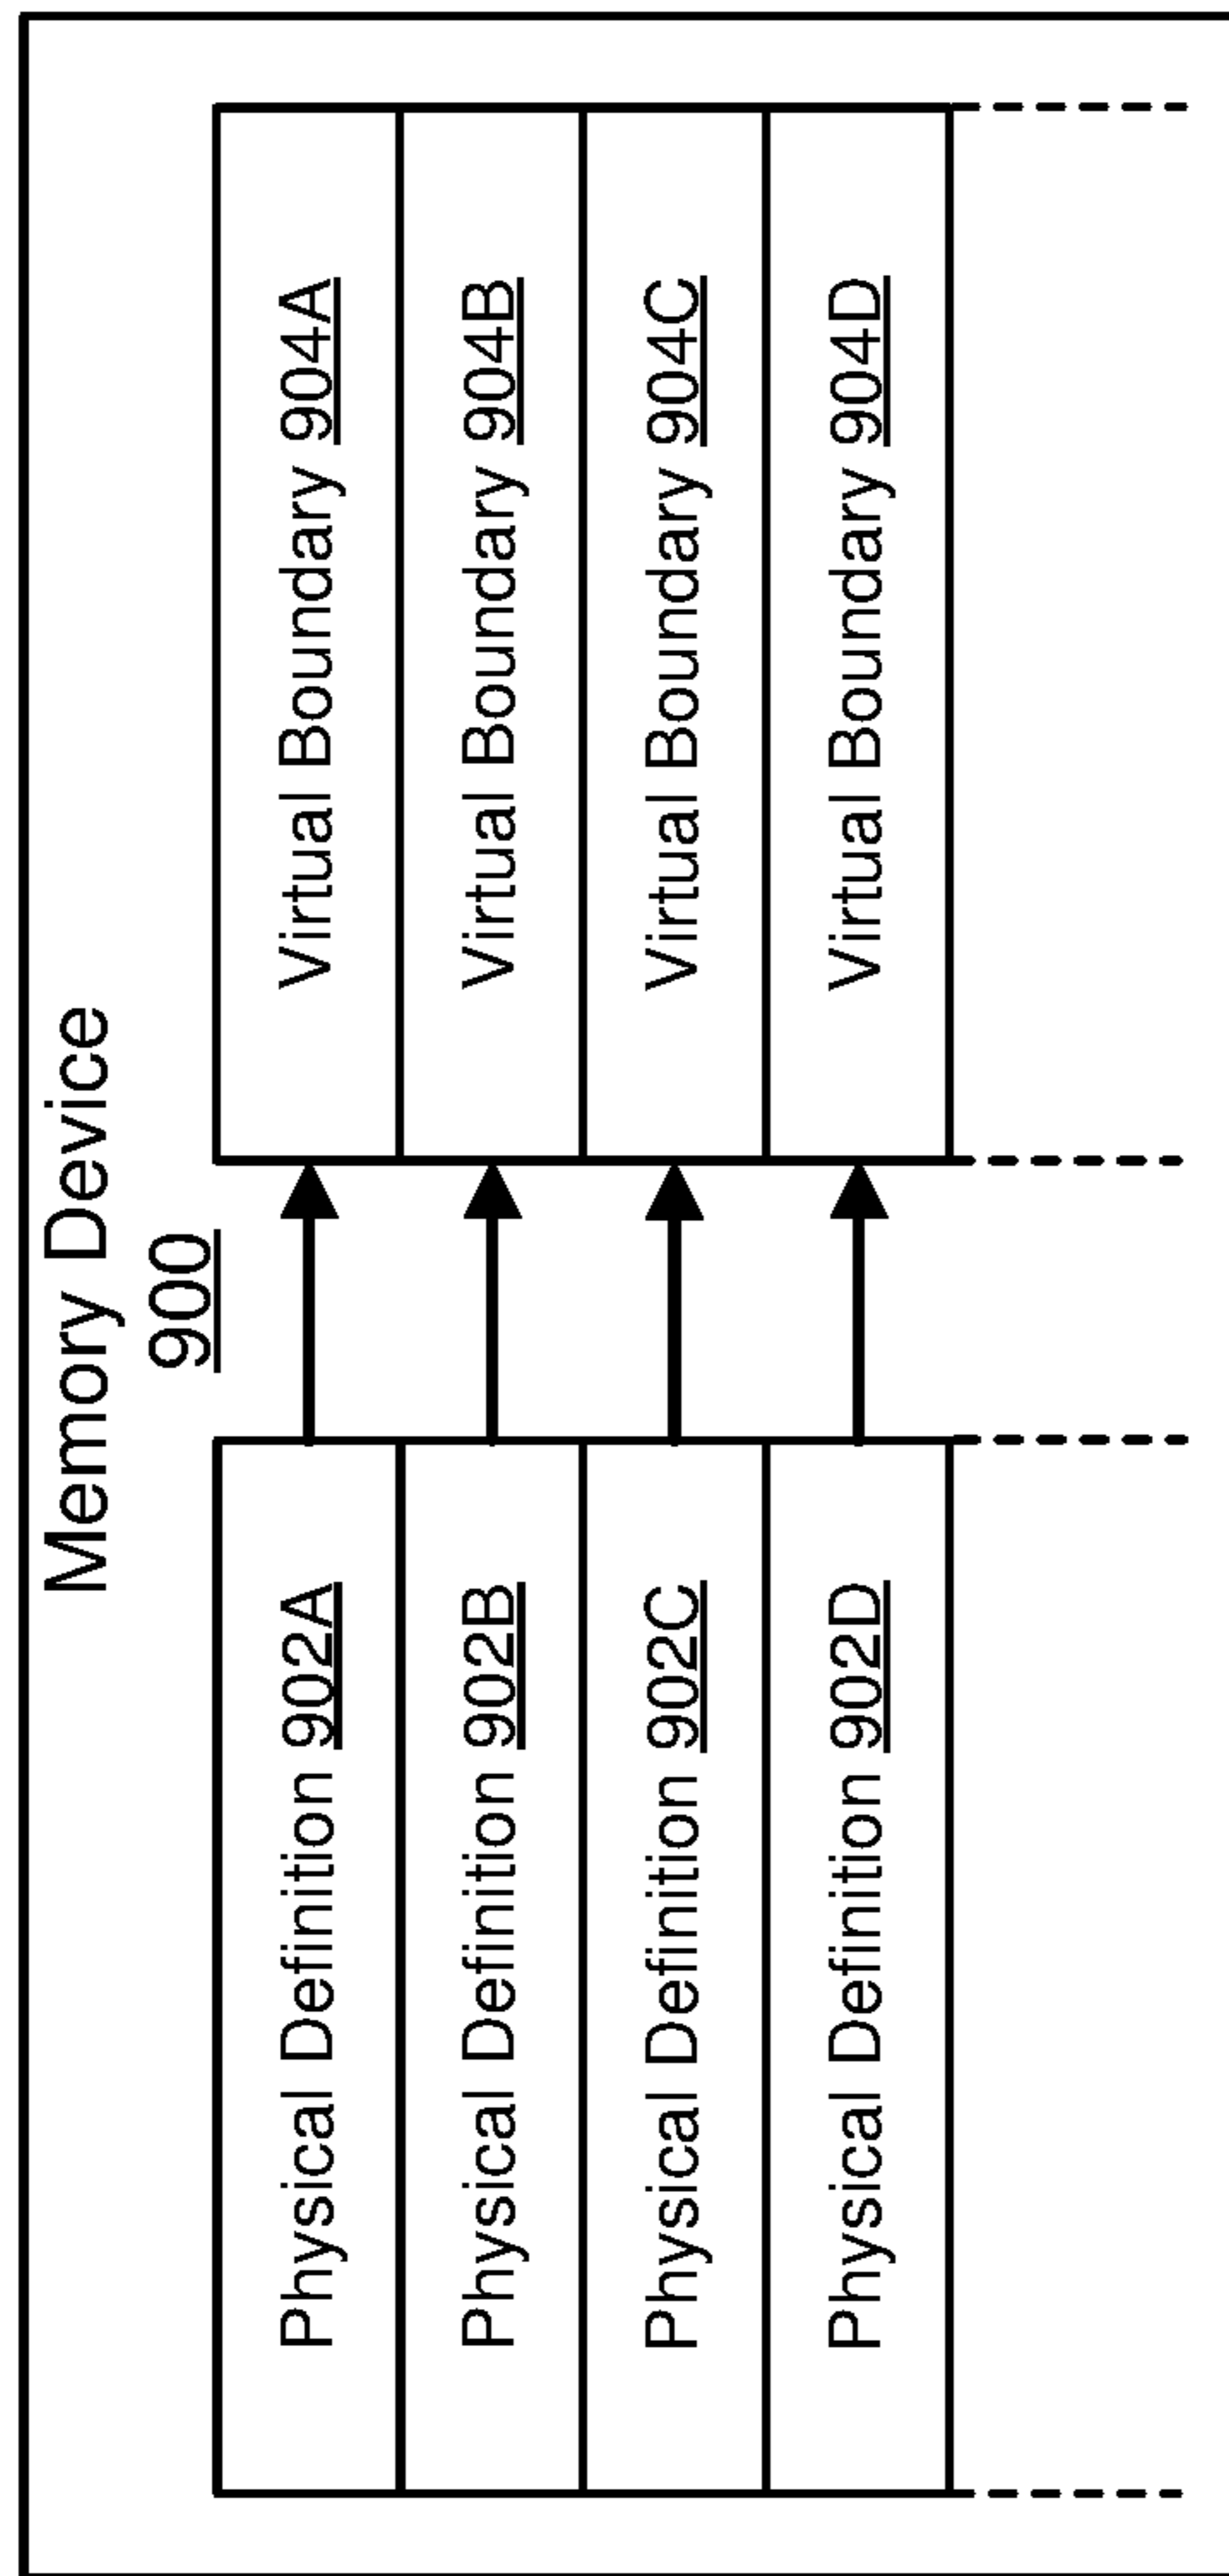 Memory Device
900
Physical Definition 902A
Virtual Boundary 904A
Physical Definition 902B
Virtual Boundary 904B
Physical Definition 902C
Virtual Boundary 904C
Physical Definition 902D
Virtual Boundary 904D